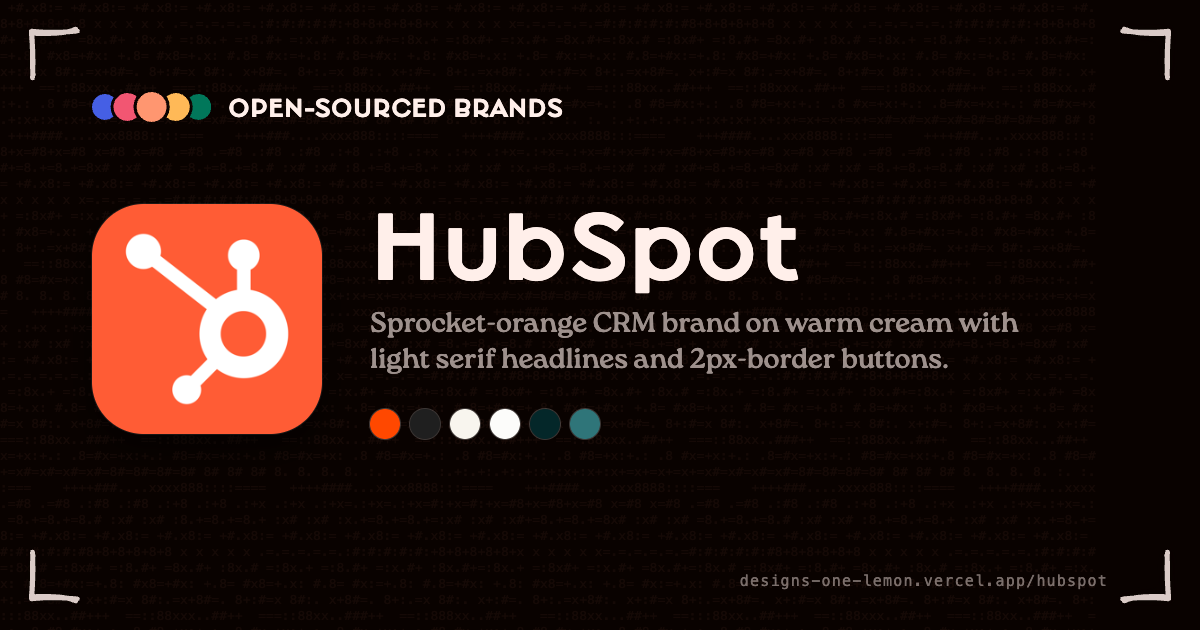 OPEN-SOURCED BRANDS
HubSpot
Sprocket-orange CRM brand on warm cream with
light serif headlines and 2px-border buttons.
designs-one-lemon.vercel.app/hubspot